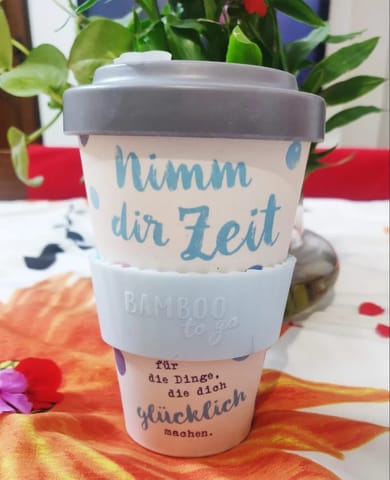 Nimm
dir Zeit
BAMBOO
to go
für
die Dinge,
die dich
glücklich
machen.